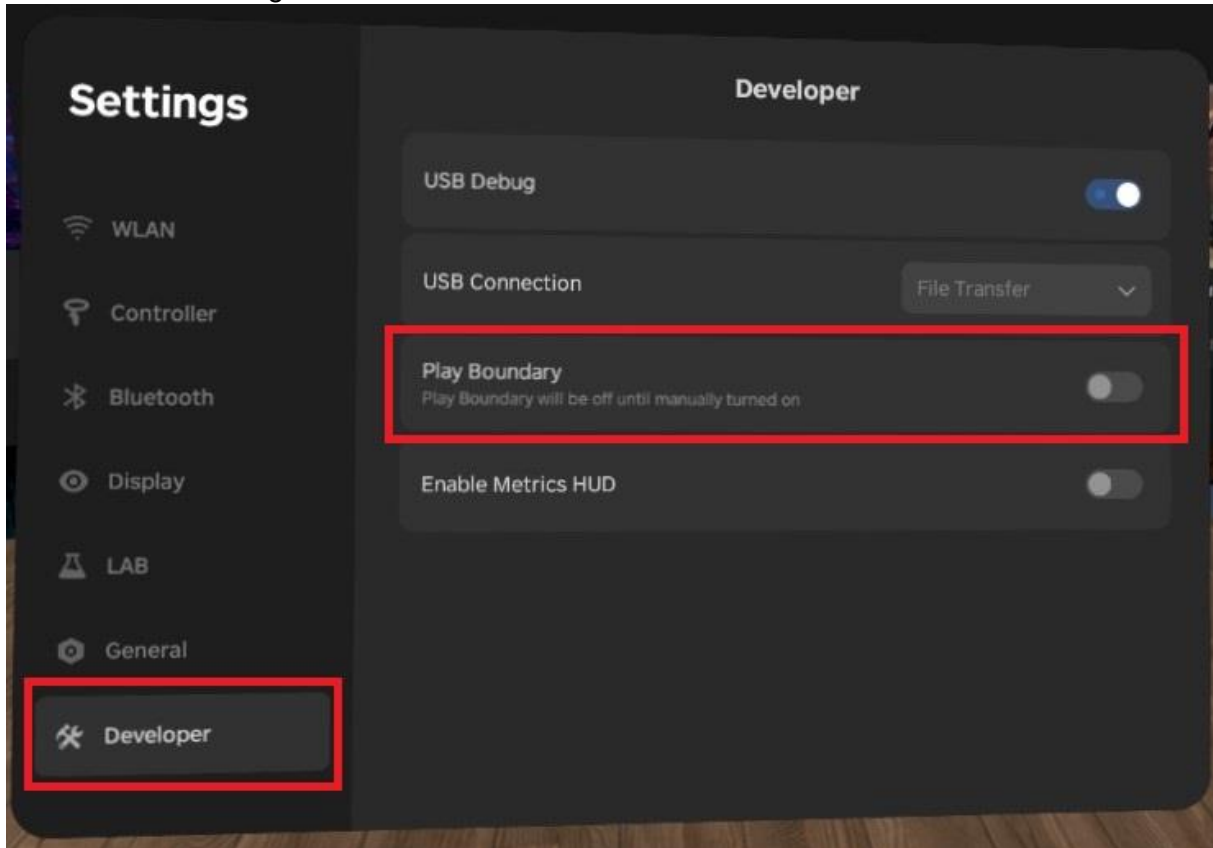 Settings
WLAN
Controller
Bluetooth
Display
LAB
General
Developer
Developer
USB Debug
USB Connection
File Transfer
Play Boundary
Play Boundary will be off until manually turned on
Enable Metrics HUD